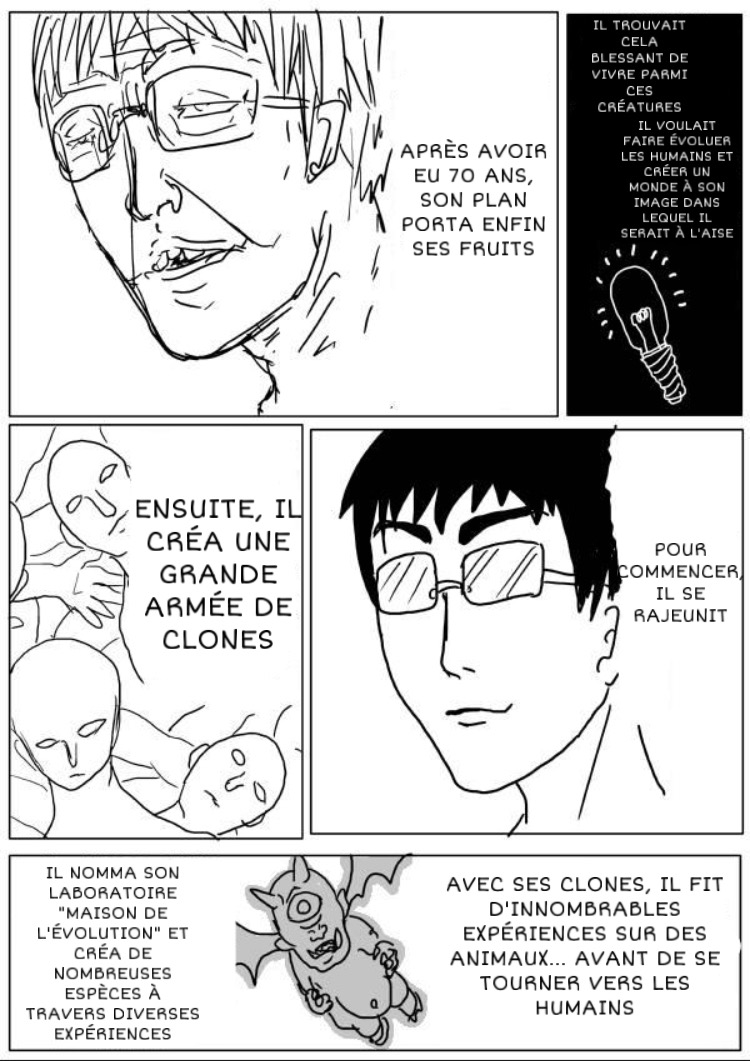 IL TROUVAIT
CELA
BLESSANT DE
VIVRE PARMI
CES
CRÉATURES
IL VOULAIT
FAIRE ÉVOLUER
LES HUMAINS ET
CRÉER UN
MONDE À SON
IMAGE DANS
LEQUEL IL
SERAIT À L'AISE
APRÈS AVOIR
EU 70 ANS,
SON PLAN
PORTA ENFIN
SES FRUITS
POUR
COMMENCER,
IL SE
RAJEUNIT
ENSUITE, IL
CRÉA UNE
GRANDE
ARMÉE DE
CLONES
AVEC SES CLONES, IL FIT
D'INNOMBRABLES
EXPÉRIENCES SUR DES
ANIMAUX... AVANT DE SE
TOURNER VERS LES
HUMAINS
IL NOMMA SON
LABORATOIRE
"MAISON DE
L'ÉVOLUTION" ET
CRÉA DE
NOMBREUSES
ESPÈCES À
TRAVERS DIVERSES
EXPÉRIENCES